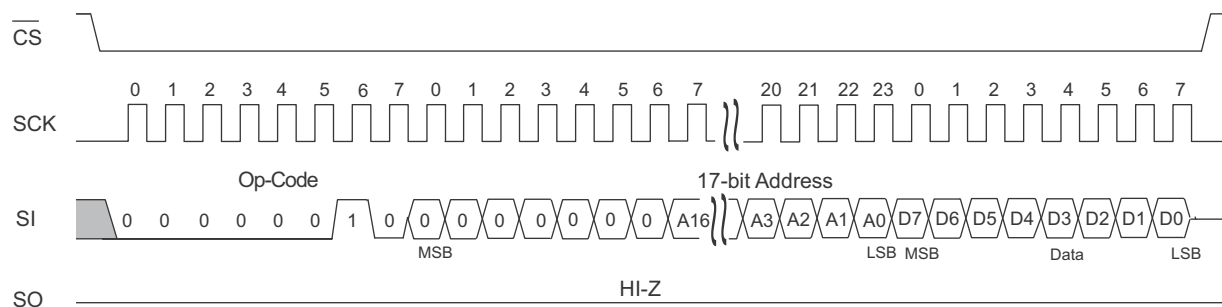 CS
0 1 2 3 4 5 6 7 0 1 2 3 4 5 6 7 20 21 22 23 0 1 2 3 4 5 6 7
SCK
Op-Code 17-bit Address
SI 0 0 0 0 0 0 1 0 0 0 0 0 0 0 0 A16 A3 A2 A1 A0 D7 D6 D5 D4 D3 D2 D1 D0
MSB LSB MSB Data LSB
HI-Z
SO